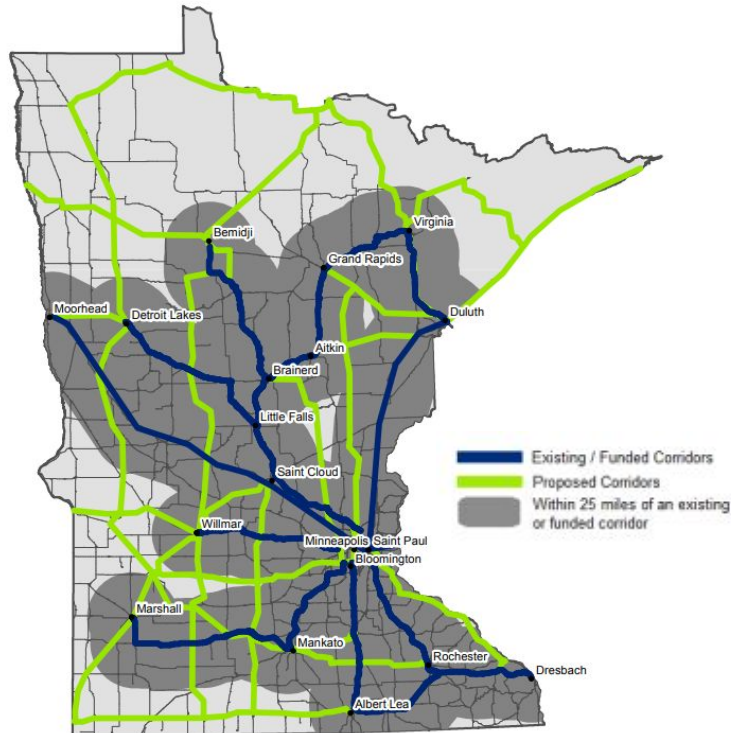 Bemidji
Virginia
Grand Rapids
Moorhead
Detroit Lakes
Duluth
Aitkin
Brainerd
Little Falls
Saint Cloud
Existing / Funded Corridors
Proposed Corridors
Within 25 miles of an existing
or funded corridor
Willmar
Minneapolis
Saint Paul
Bloomington
Marshall
Mankato
Rochester
Dresbach
Albert Lea